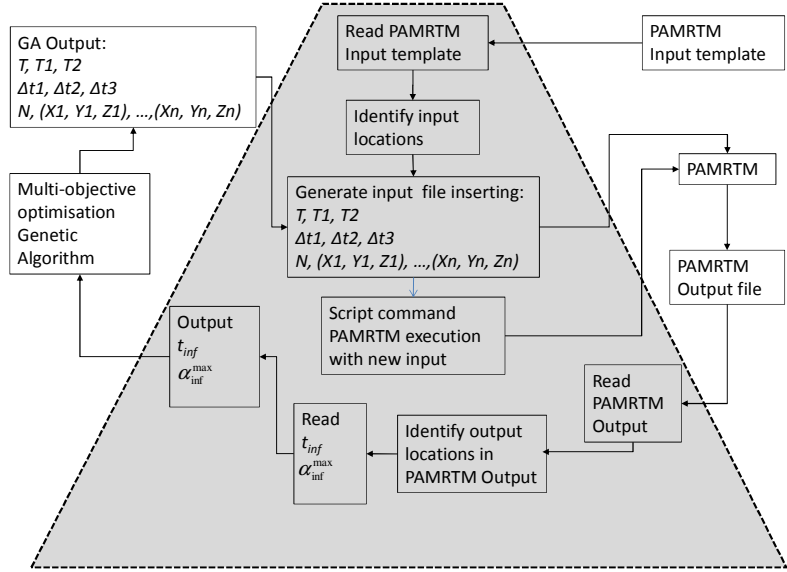 Read PAMRTM
Input template
PAMRTM
Input template
GA Output:
T, T1, T2
Δt1, Δt2, Δt3
N, (X1, Y1, Z1), ...,(Xn, Yn, Zn)
Identify input
locations
PAMRTM
Multi-objective
optimisation
Genetic
Algorithm
Generate input file inserting:
T, T1, T2
Δt1, Δt2, Δt3
N, (X1, Y1, Z1), ...,(Xn, Yn, Zn)
PAMRTM
Output file
Script command
PAMRTM execution
with new input
Output
t_inf
α_inf^max
Read
PAMRTM
Output
Read
t_inf
α_inf^max
Identify output
locations in
PAMRTM Output